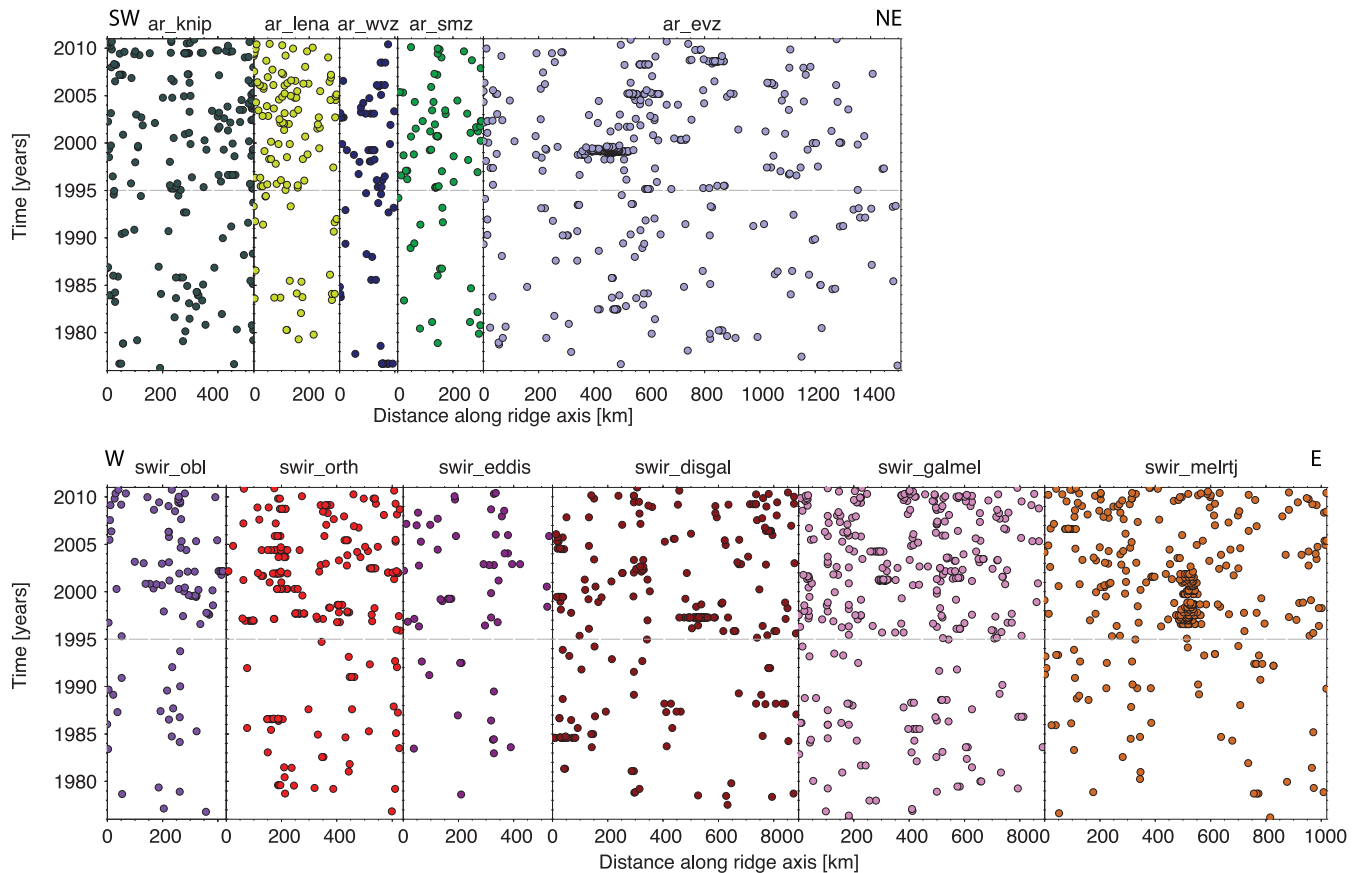 SW NE
ar_knip ar_lena ar_wvz ar_smz ar_evz
2010
2005
2000
1995
1990
1985
1980
Time [years]
0 200 400 0 200 0 0 200 0 200 400 600 800 1000 1200 1400
Distance along ridge axis [km]
W E
swir_obl swir_orth swir_eddis swir_disgal swir_galmel swir_melrtj
2010
2005
2000
1995
1990
1985
1980
Time [years]
0 200 0 200 400 0 200 400 0 200 400 600 8000 0 200 400 600 8000 0 200 400 600 800 1000
Distance along ridge axis [km]